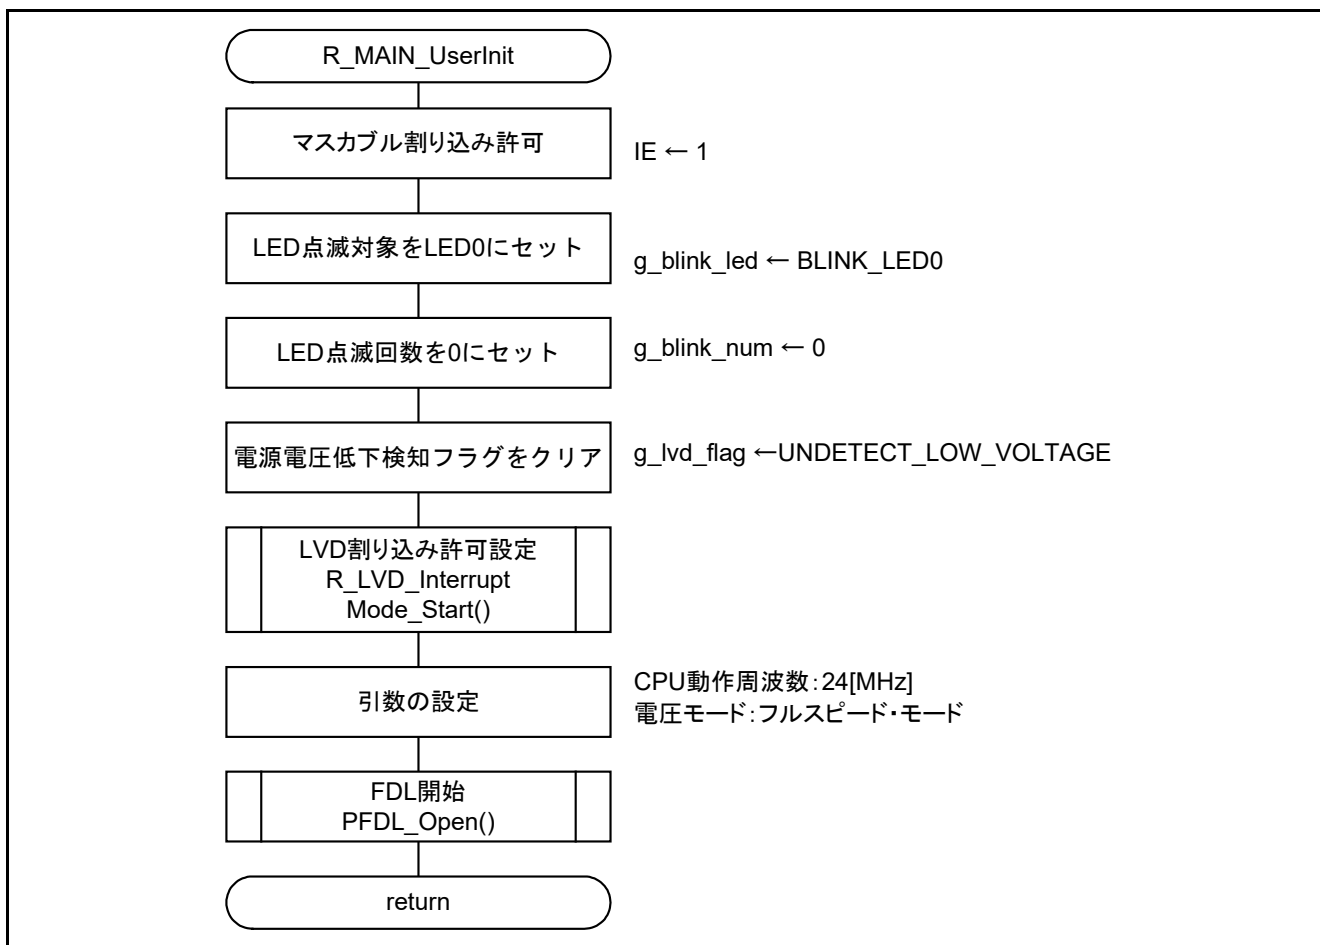 R_MAIN_UserInit
マスカブル割り込み許可
IE ← 1
LED点滅対象をLED0にセット
g_blink_led ← BLINK_LED0
LED点滅回数を0にセット
g_blink_num ← 0
電源電圧低下検知フラグをクリア
g_lvd_flag ←UNDETECT_LOW_VOLTAGE
LVD割り込み許可設定
R_LVD_Interrupt
Mode_Start()
引数の設定
CPU動作周波数：24[MHz]
電圧モード：フルスピード・モード
FDL開始
PFDL_Open()
return